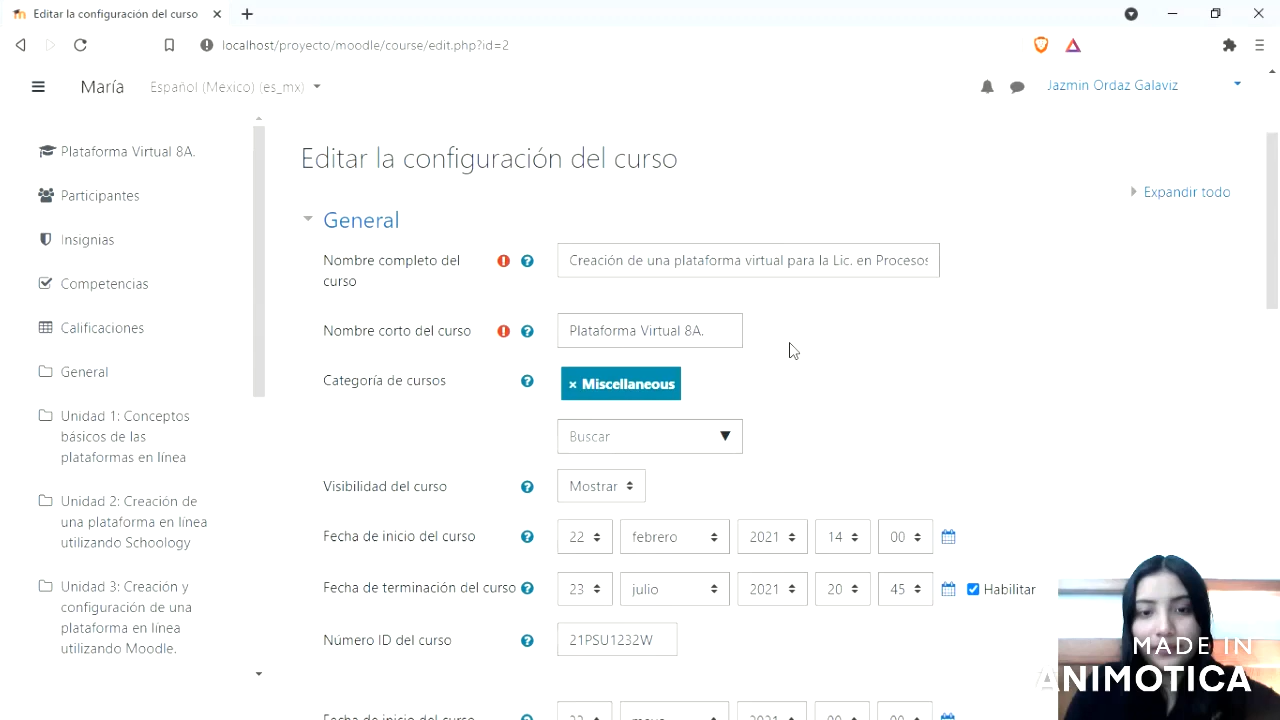 Editar la configuración del curso
localhost/proyecto/moodle/course/edit.php?id=2
María
Español (Mexico) (es_mx)
Jazmin Ordaz Galaviz
Plataforma Virtual 8A.
Participantes
Insignias
Competencias
Calificaciones
General
Unidad 1: Conceptos
básicos de las
plataformas en línea
Unidad 2: Creación de
una plataforma en línea
utilizando Schoology
Unidad 3: Creación y
configuración de una
plataforma en línea
utilizando Moodle.
Editar la configuración del curso
Expandir todo
General
Nombre completo del
curso
Creación de una plataforma virtual para la Lic. en Procesos
Nombre corto del curso
Plataforma Virtual 8A.
Categoría de cursos
× Miscellaneous
Buscar
Visibilidad del curso
Mostrar
Fecha de inicio del curso
22 febrero 2021 14 00
Fecha de terminación del curso
23 julio 2021 20 45
Habilitar
Número ID del curso
21PSU1232W
Fecha de inicio del curso
MADE IN
ANIMOTICA